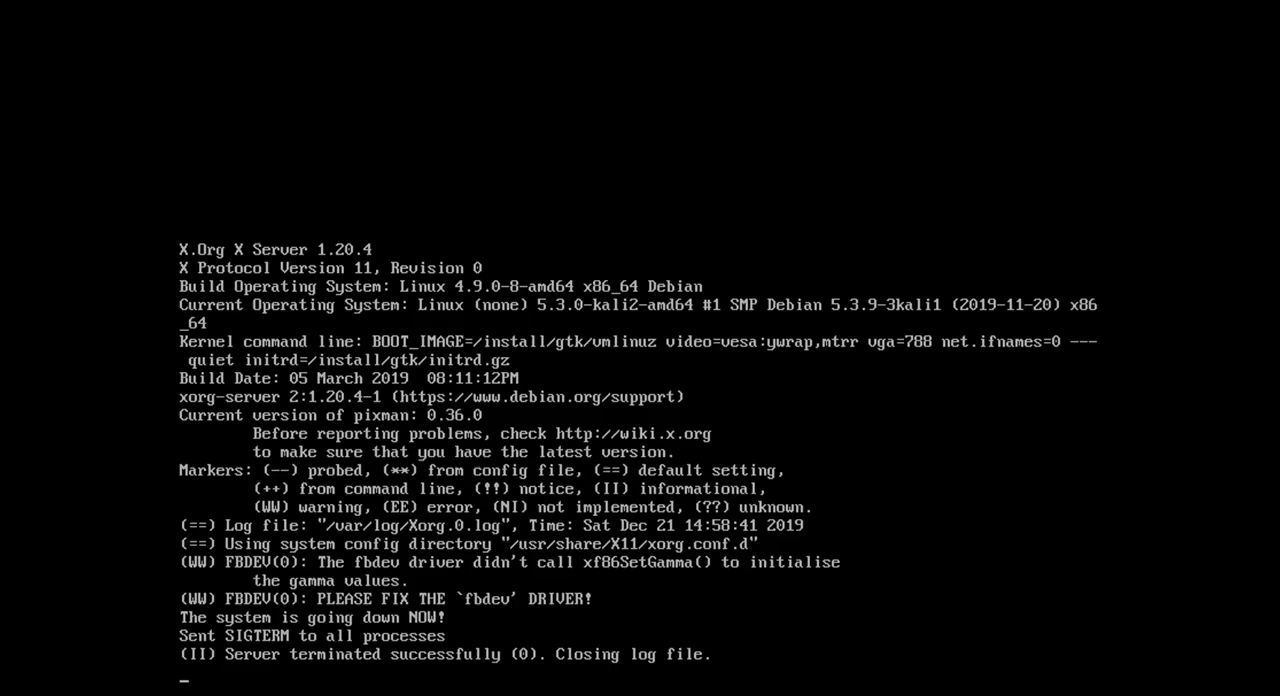 X.Org X Server 1.20.4
X Protocol Version 11, Revision 0
Build Operating System: Linux 4.9.0-8-amd64 x86_64 Debian
Current Operating System: Linux (none) 5.3.0-kali2-amd64 #1 SMP Debian 5.3.9-3kali1 (2019-11-20) x86
_64
Kernel command line: BOOT_IMAGE=/install/gtk/vmlinuz video=vesa:ywrap,mtrr vga=788 net.ifnames=0 ---
quiet initrd=/install/gtk/initrd.gz
Build Date: 05 March 2019  08:11:12PM
xorg-server 2:1.20.4-1 (https://www.debian.org/support)
Current version of pixman: 0.36.0
Before reporting problems, check http://wiki.x.org
to make sure that you have the latest version.
Markers: (--) probed, (**) from config file, (==) default setting,
(++) from command line, (!!) notice, (II) informational,
(WW) warning, (EE) error, (NI) not implemented, (??) unknown.
(==) Log file: "/var/log/Xorg.0.log", Time: Sat Dec 21 14:58:41 2019
(==) Using system config directory "/usr/share/X11/xorg.conf.d"
(WW) FBDEV(0): The fbdev driver didn't call xf86SetGamma() to initialise
the gamma values.
(WW) FBDEV(0): PLEASE FIX THE `fbdev' DRIVER!
The system is going down NOW!
Sent SIGTERM to all processes
(II) Server terminated successfully (0). Closing log file.
_